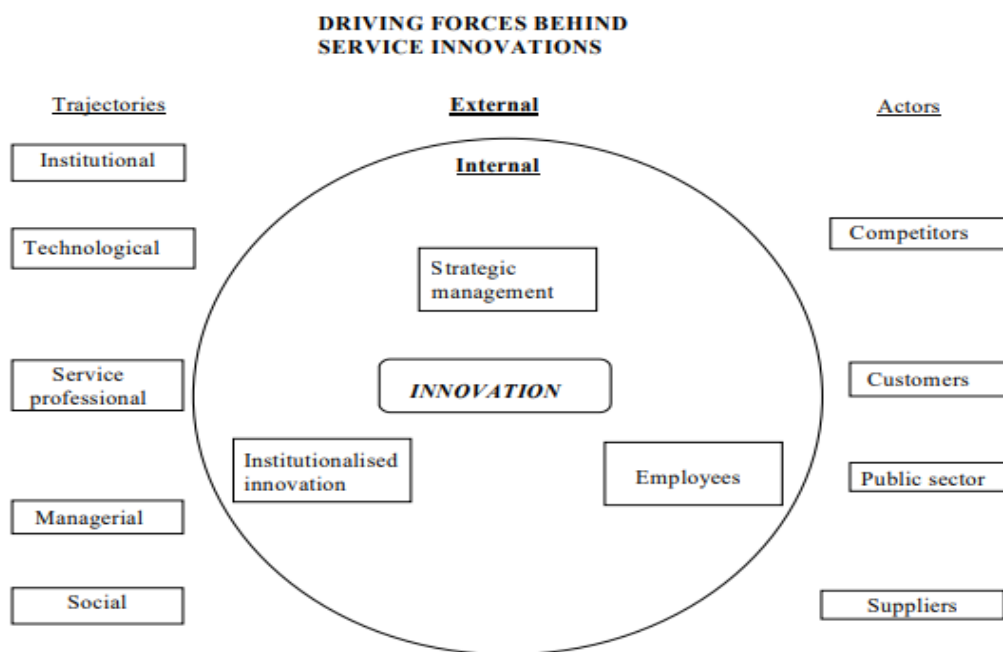 DRIVING FORCES BEHIND
SERVICE INNOVATIONS
Trajectories
External
Actors
Institutional
Internal
Technological
Competitors
Strategic
management
Service
professional
INNOVATION
Customers
Institutionalised
innovation
Employees
Public sector
Managerial
Social
Suppliers